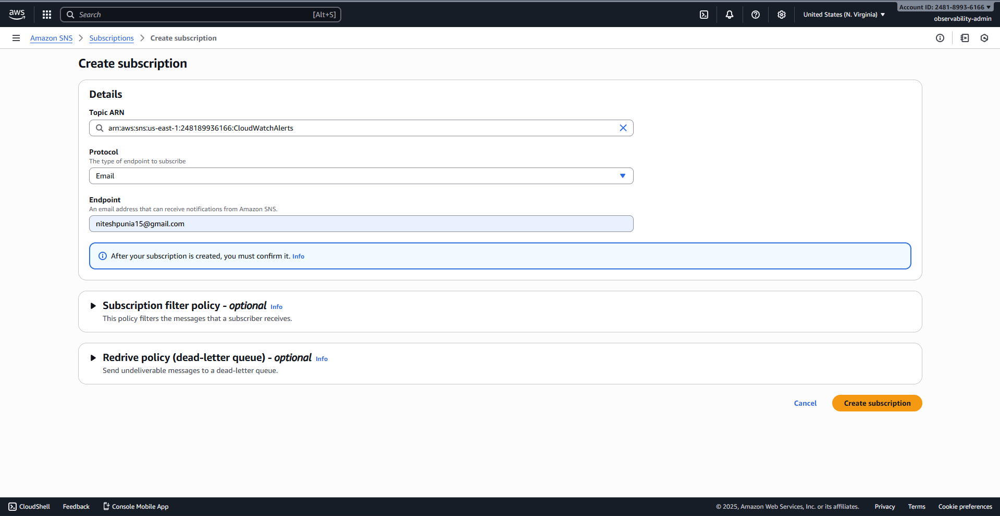 aws
Search
[Alt+S]
United States (N. Virginia)
Account ID: 2481-8993-6166
observability-admin
Amazon SNS
Subscriptions
Create subscription
Create subscription
Details
Topic ARN
arn:aws:sns:us-east-1:248189936166:CloudWatchAlerts
Protocol
The type of endpoint to subscribe
Email
Endpoint
An email address that can receive notifications from Amazon SNS.
niteshpunia15@gmail.com
After your subscription is created, you must confirm it. Info
Subscription filter policy - optional Info
This policy filters the messages that a subscriber receives.
Redrive policy (dead-letter queue) - optional Info
Send undeliverable messages to a dead-letter queue.
Cancel
Create subscription
CloudShell
Feedback
Console Mobile App
© 2025, Amazon Web Services, Inc. or its affiliates.
Privacy
Terms
Cookie preferences